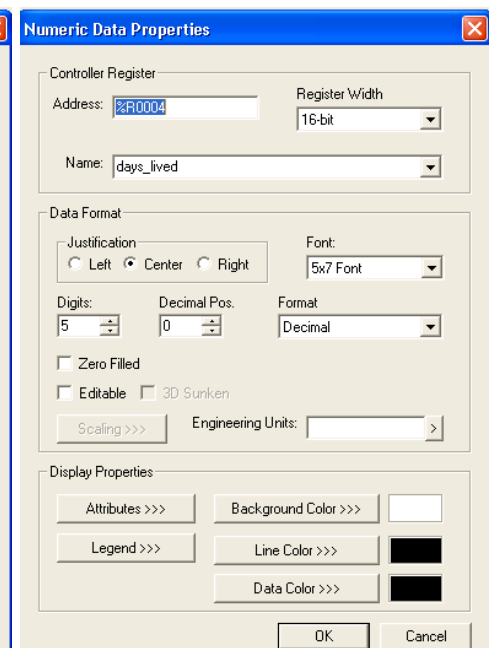 Numeric Data Properties
Controller Register
Address: %R0004
Register Width
16-bit
Name: days_lived
Data Format
Justification
Left Center Right
Font:
5x7 Font
Digits: Decimal Pos. Format
5 0 Decimal
Zero Filled
Editable 3D Sunken
Scaling >>> Engineering Units: >
Display Properties
Attributes >>> Background Color >>>
Legend >>> Line Color >>>
Data Color >>>
OK Cancel